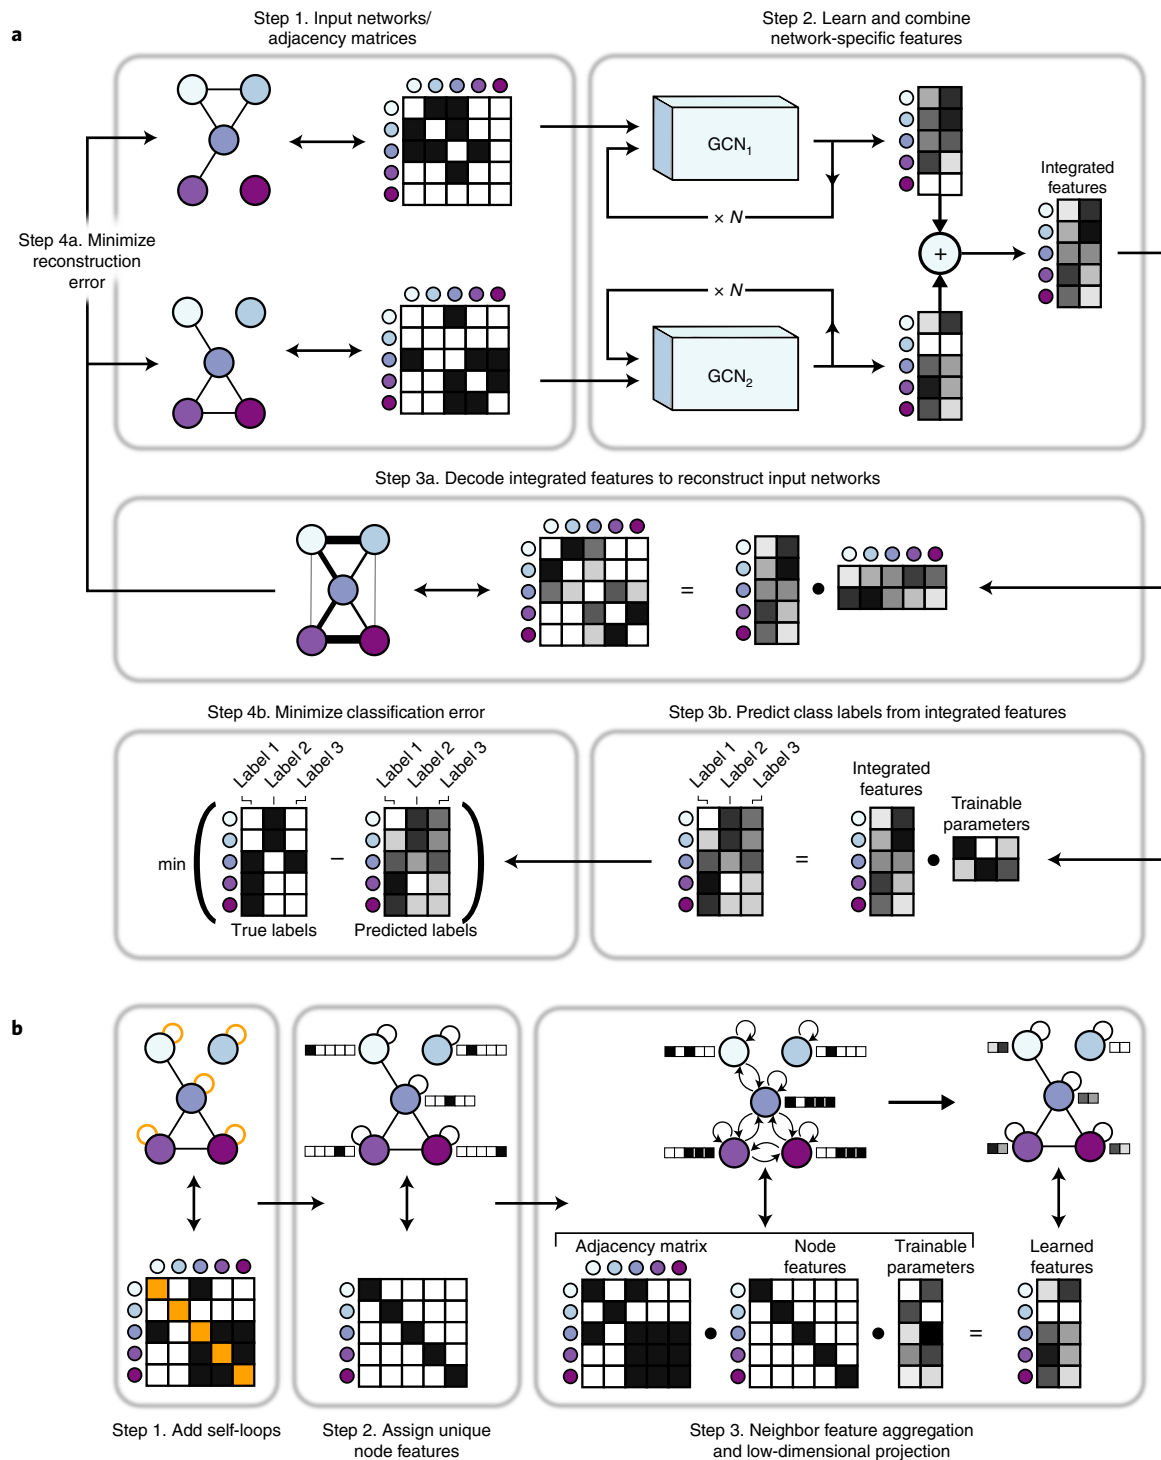 a
Step 1. Input networks/
adjacency matrices
Step 2. Learn and combine
network-specific features
GCN1
× N
Integrated
features
+
Step 4a. Minimize
reconstruction
error
× N
GCN2
Step 3a. Decode integrated features to reconstruct input networks
=
Step 4b. Minimize classification error
Label 1
Label 2
Label 3
Label 1
Label 2
Label 3
min
–
True labels
Predicted labels
Step 3b. Predict class labels from integrated features
Label 1
Label 2
Label 3
=
Integrated
features
Trainable
parameters
b
Adjacency matrix
Node
features
Trainable
parameters
=
Learned
features
Step 1. Add self-loops
Step 2. Assign unique
node features
Step 3. Neighbor feature aggregation
and low-dimensional projection